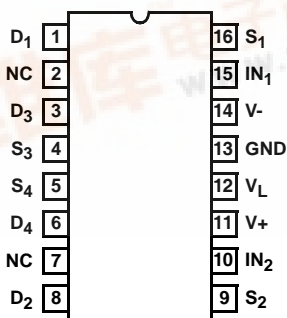 D1 1 16 S1
NC 2 15 IN1
D3 3 14 V-
S3 4 13 GND
S4 5 12 VL
D4 6 11 V+
NC 7 10 IN2
D2 8 9 S2